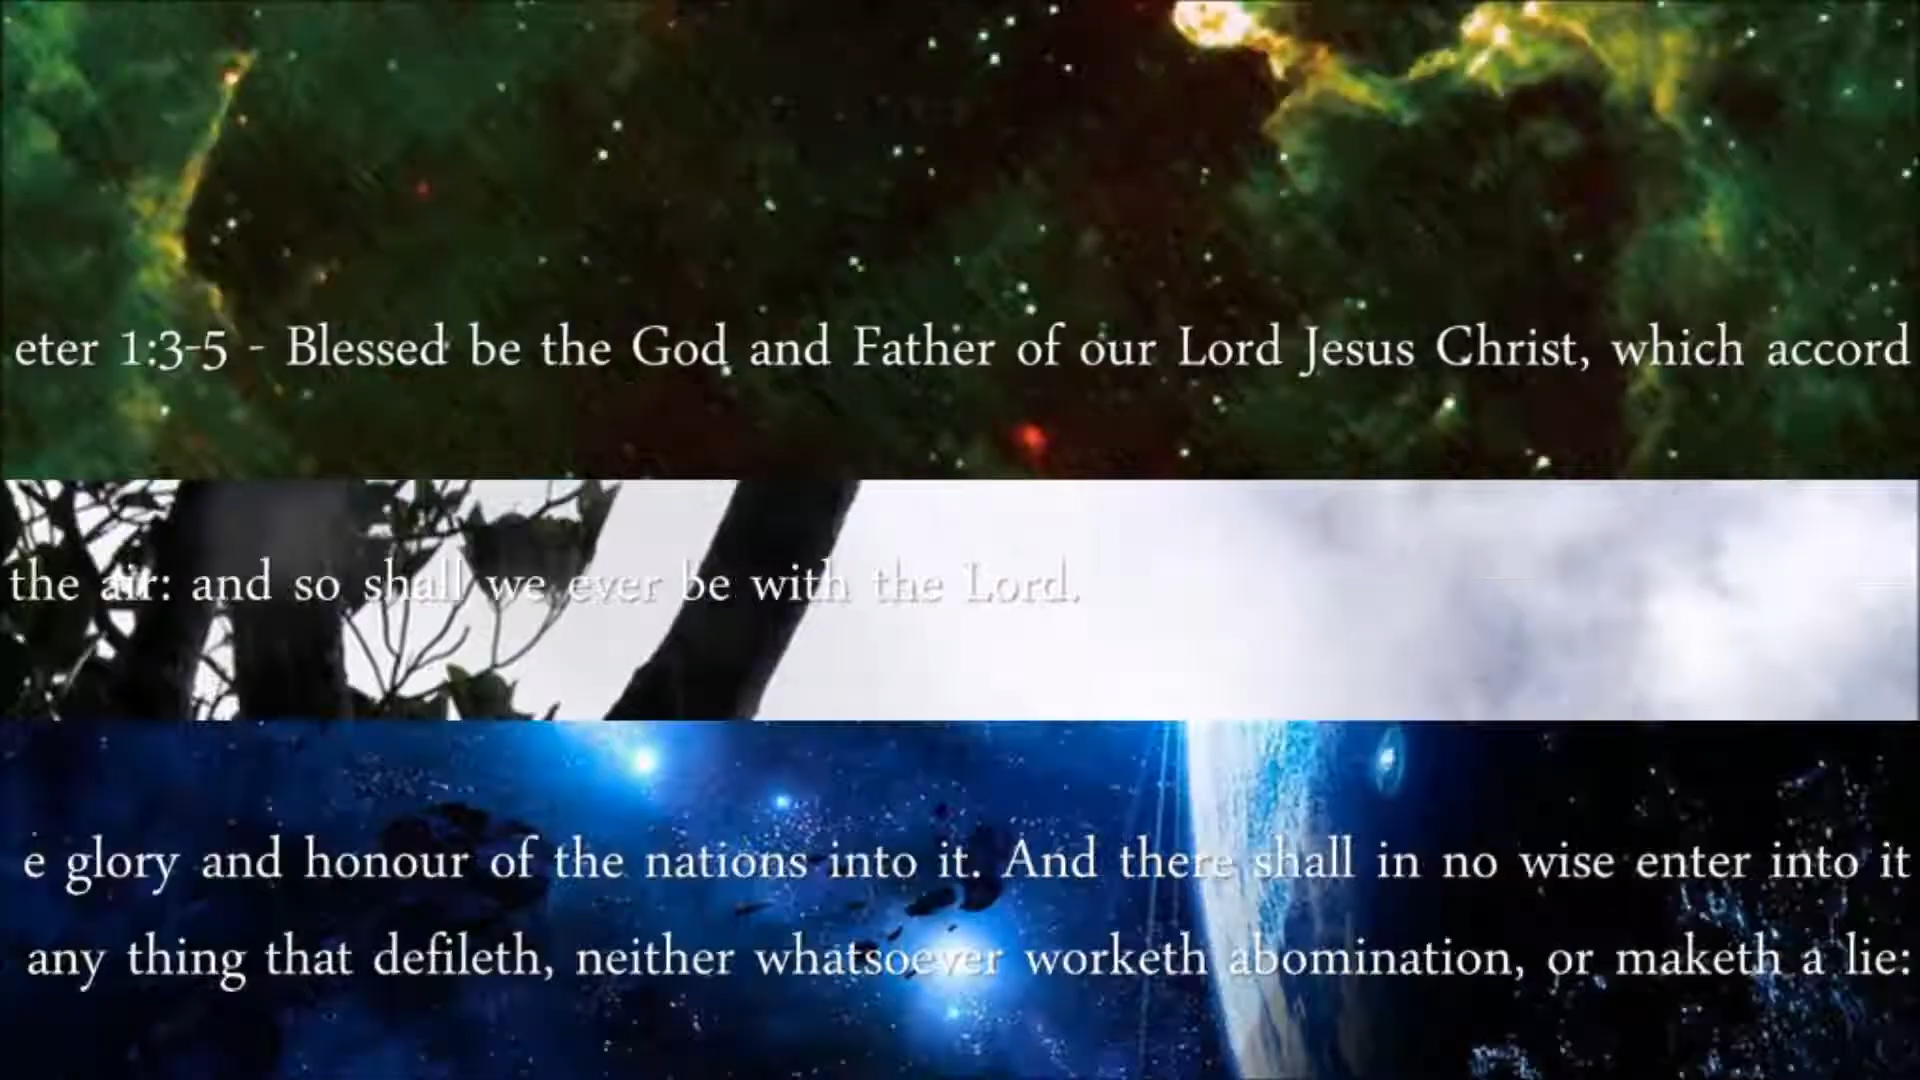 eter 1:3-5 - Blessed be the God and Father of our Lord Jesus Christ, which accord
the air: and so shall we ever be with the Lord.
e glory and honour of the nations into it. And there shall in no wise enter into it
any thing that defileth, neither whatsoever worketh abomination, or maketh a lie: